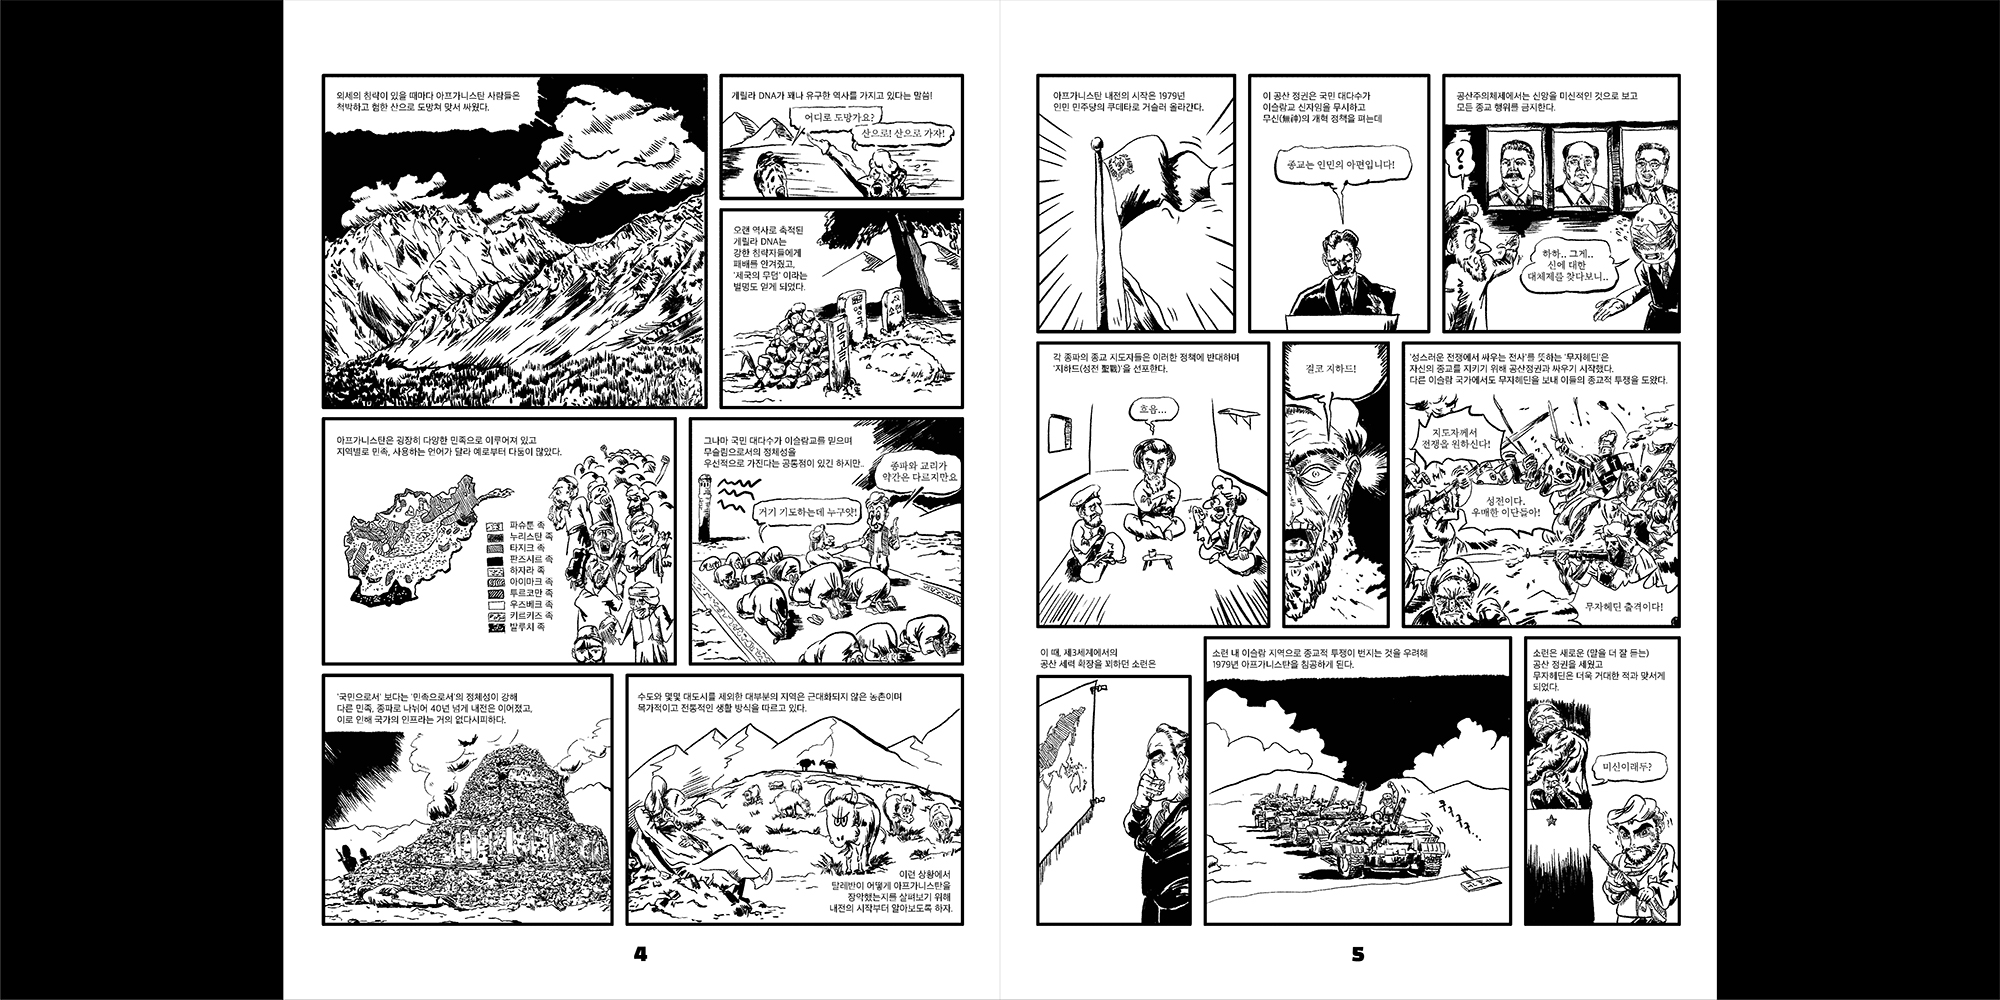 외세의 침략이 있을 때마다 아프가니스탄 사람들은
척박하고 험한 산으로 도망쳐 맞서 싸웠다.
게릴라 DNA가 꽤나 유구한 역사를 가지고 있다는 말씀!
어디로 도망가요?
산으로! 산으로 가자!
오랜 역사로 축적된
게릴라 DNA는
강한 침략자들에게
패배를 안겨줬고,
'제국의 무덤' 이라는
별명도 얻게 되었다.
몽고
영국
소련
아프가니스탄은 굉장히 다양한 민족으로 이루어져 있고
지역별로 민족, 사용하는 언어가 달라 예로부터 다툼이 많았다.
파슈툰 족
누리스탄 족
타지크 족
판즈시르 족
하자라 족
아이마크 족
투르코만 족
우즈베크 족
키르키즈 족
발루치 족
그나마 국민 대다수가 이슬람교를 믿으며
무슬림으로서의 정체성을
우선적으로 가진다는 공통점이 있긴 하지만..
종파와 교리가
약간은 다르지만요
거기 기도하는데 누구얏!
'국민으로서' 보다는 '민족으로서'의 정체성이 강해
다른 민족, 종파로 나뉘어 40년 넘게 내전은 이어졌고,
이로 인해 국가의 인프라는 거의 없다시피하다.
수도와 몇몇 대도시를 제외한 대부분의 지역은 근대화되지 않은 농촌이며
목가적이고 전통적인 생활 방식을 따르고 있다.
이런 상황에서
탈레반이 어떻게 아프가니스탄을
장악했는지를 살펴보기 위해
내전의 시작부터 알아보도록 하자.
4
아프가니스탄 내전의 시작은 1979년
인민 민주당의 쿠데타로 거슬러 올라간다.
이 공산 정권은 국민 대다수가
이슬람교 신자임을 무시하고
무신(無神)의 개혁 정책을 펴는데
종교는 인민의 아편입니다!
공산주의체제에서는 신앙을 미신적인 것으로 보고
모든 종교 행위를 금지한다.
?
하하.. 그게..
신에 대한
대체제를 찾다보니..
각 종파의 종교 지도자들은 이러한 정책에 반대하며
'지하드(성전 聖戰)'을 선포한다.
흐음...
결코 지하드!
'성스러운 전쟁에서 싸우는 전사'를 뜻하는 '무자헤딘'은
자신의 종교를 지키기 위해 공산정권과 싸우기 시작했다.
다른 이슬람 국가에서도 무자헤딘을 보내 이들의 종교적 투쟁을 도왔다.
지도자께서
전쟁을 원하신다!
성전이다.
우매한 이단들아!
무자헤딘 출격이다!
이 때, 제3세계에서의
공산 세력 확장을 꾀하던 소련은
소련 내 이슬람 지역으로 종교적 투쟁이 번지는 것을 우려해
1979년 아프가니스탄을 침공하게 된다.
쿠쿠쿠...
소련은 새로운 (말을 더 잘 듣는)
공산 정권을 세웠고
무자헤딘은 더욱 거대한 적과 맞서게
되었다.
미신이래두?
5